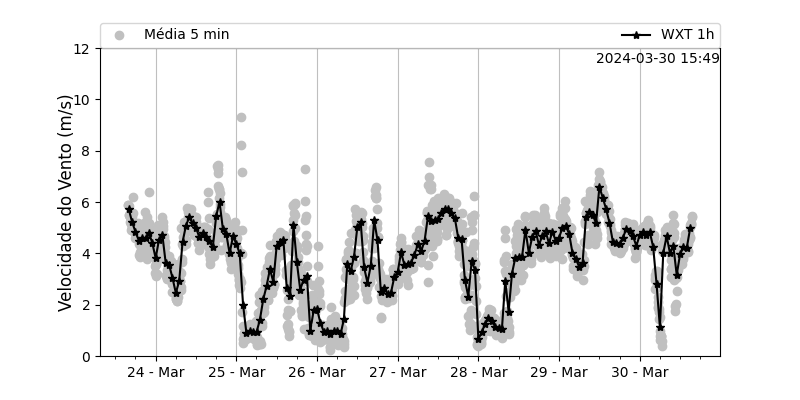 Média 5 min
WXT 1h
2024-03-30 15:49
Velocidade do Vento (m/s)
12
10
8
6
4
2
0
24 - Mar
25 - Mar
26 - Mar
27 - Mar
28 - Mar
29 - Mar
30 - Mar